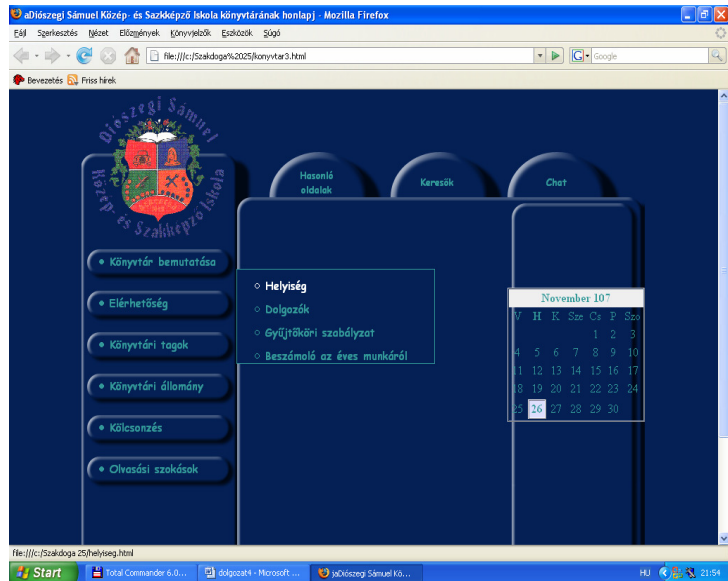 aDiószegi Sámuel Közép- és Sazkképző Iskola könyvtárának honlapj - Mozilla Firefox
Fájl Szerkesztés Nézet Előzmények Könyvjelzők Eszközök Súgó
file:///c:/Szakdoga%2025/konyvtar3.html
G Google
Bevezetés Friss hírek
Diószegi Sámuel
Közép- és Szakképző Iskola
Hasonló
oldalak
Keresők
Chat
• Könyvtár bemutatása
• Elérhetőség
• Könyvtári tagok
• Könyvtári állomány
• Kölcsonzés
• Olvasási szokások
○ Helyiség
○ Dolgozók
○ Gyűjtőköri szabályzat
○ Beszámoló az éves munkáról
November 107
V H K Sze Cs P Szo
1 2 3
4 5 6 7 8 9 10
11 12 13 14 15 16 17
18 19 20 21 22 23 24
25 26 27 28 29 30
file:///c:/Szakdoga 25/helyiseg.html
Start Total Commander 6.0... dolgozat4 - Microsoft ... jaDiószegi Sámuel Kö... HU 21:54